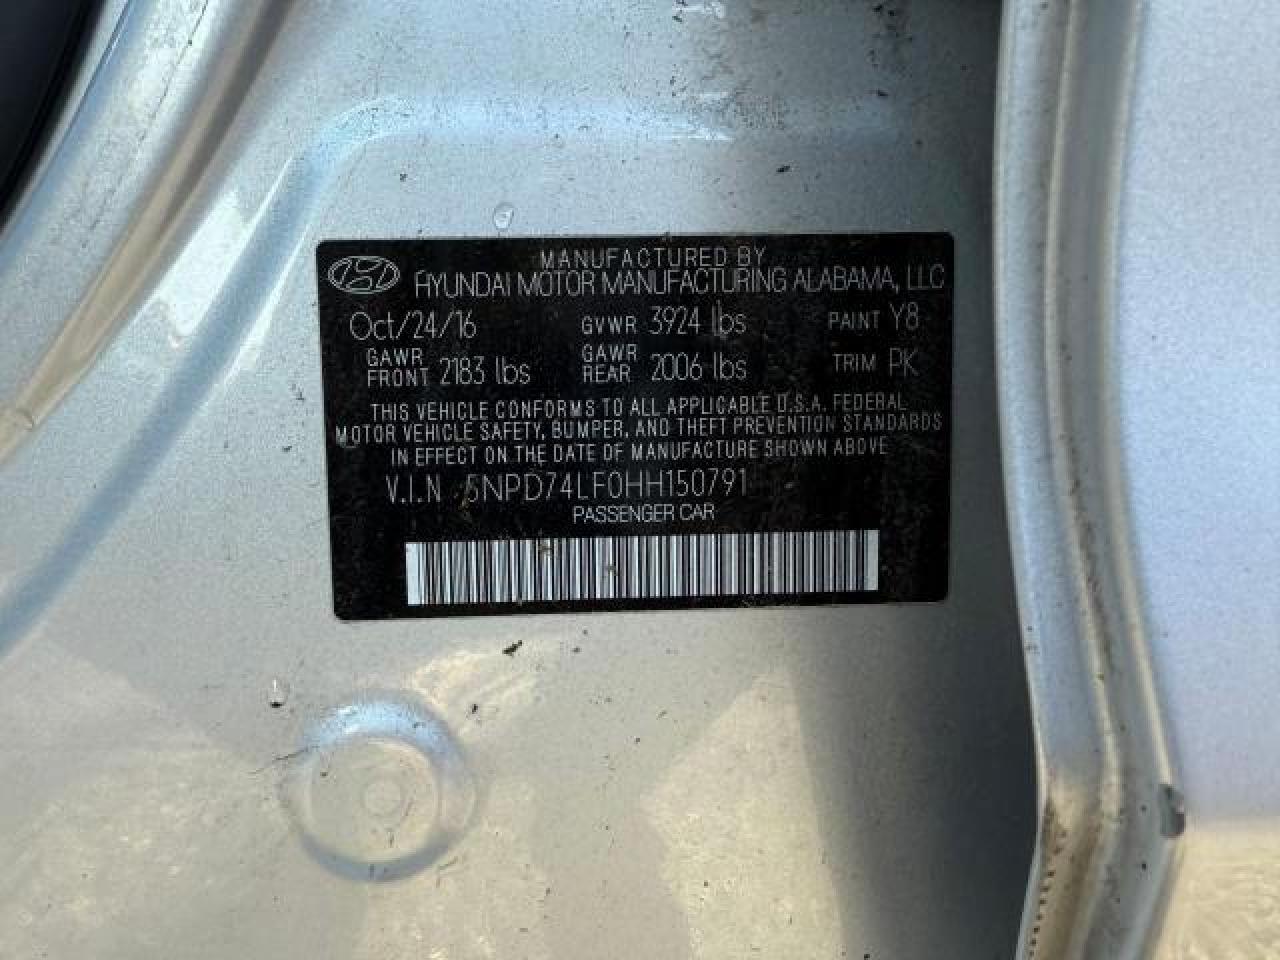 MANUFACTURED BY
HYUNDAI MOTOR MANUFACTURING ALABAMA, LLC
Oct/24/16 GVWR 3924 lbs PAINT Y8
GAWR FRONT 2183 lbs GAWR REAR 2006 lbs TRIM PK
THIS VEHICLE CONFORMS TO ALL APPLICABLE U.S.A. FEDERAL
MOTOR VEHICLE SAFETY, BUMPER, AND THEFT PREVENTION STANDARDS
IN EFFECT ON THE DATE OF MANUFACTURE SHOWN ABOVE
V.I.N 5NPD74LF0HH150791
PASSENGER CAR